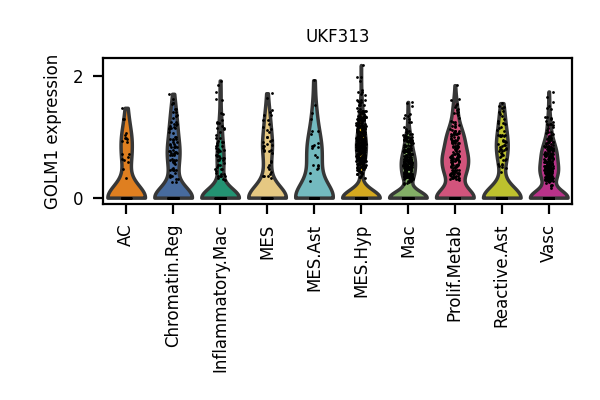 UKF313
GOLM1 expression
2
0
AC
Chromatin.Reg
Inflammatory.Mac
MES
MES.Ast
MES.Hyp
Mac
Prolif.Metab
Reactive.Ast
Vasc